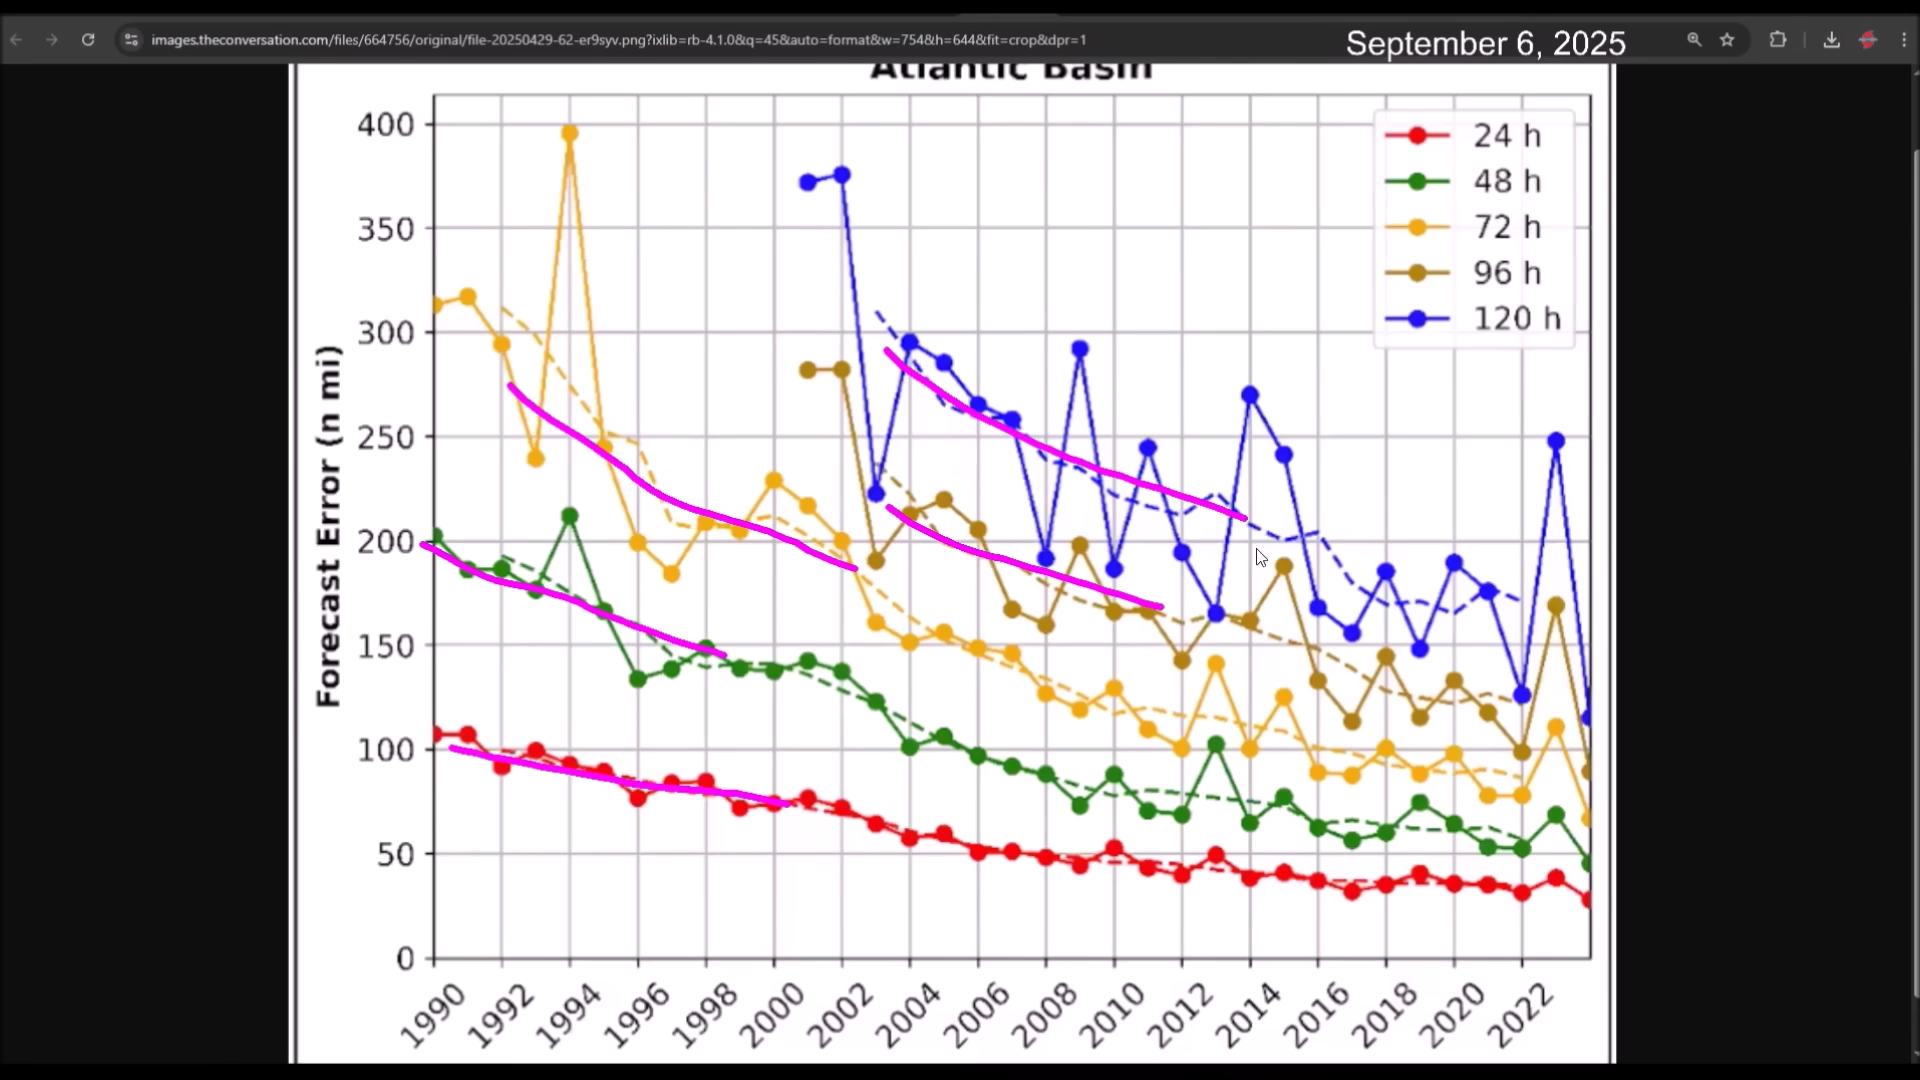 images.theconversation.com/files/664756/original/file-20250429-62-er9syv.png?ixlib=rb-4.1.0&q=45&auto=format&w=754&h=644&fit=crop&dpr=1
September 6, 2025
Atlantic Basin
400
350
300
250
200
150
100
50
0
Forecast Error (n mi)
24 h
48 h
72 h
96 h
120 h
1990
1992
1994
1996
1998
2000
2002
2004
2006
2008
2010
2012
2014
2016
2018
2020
2022